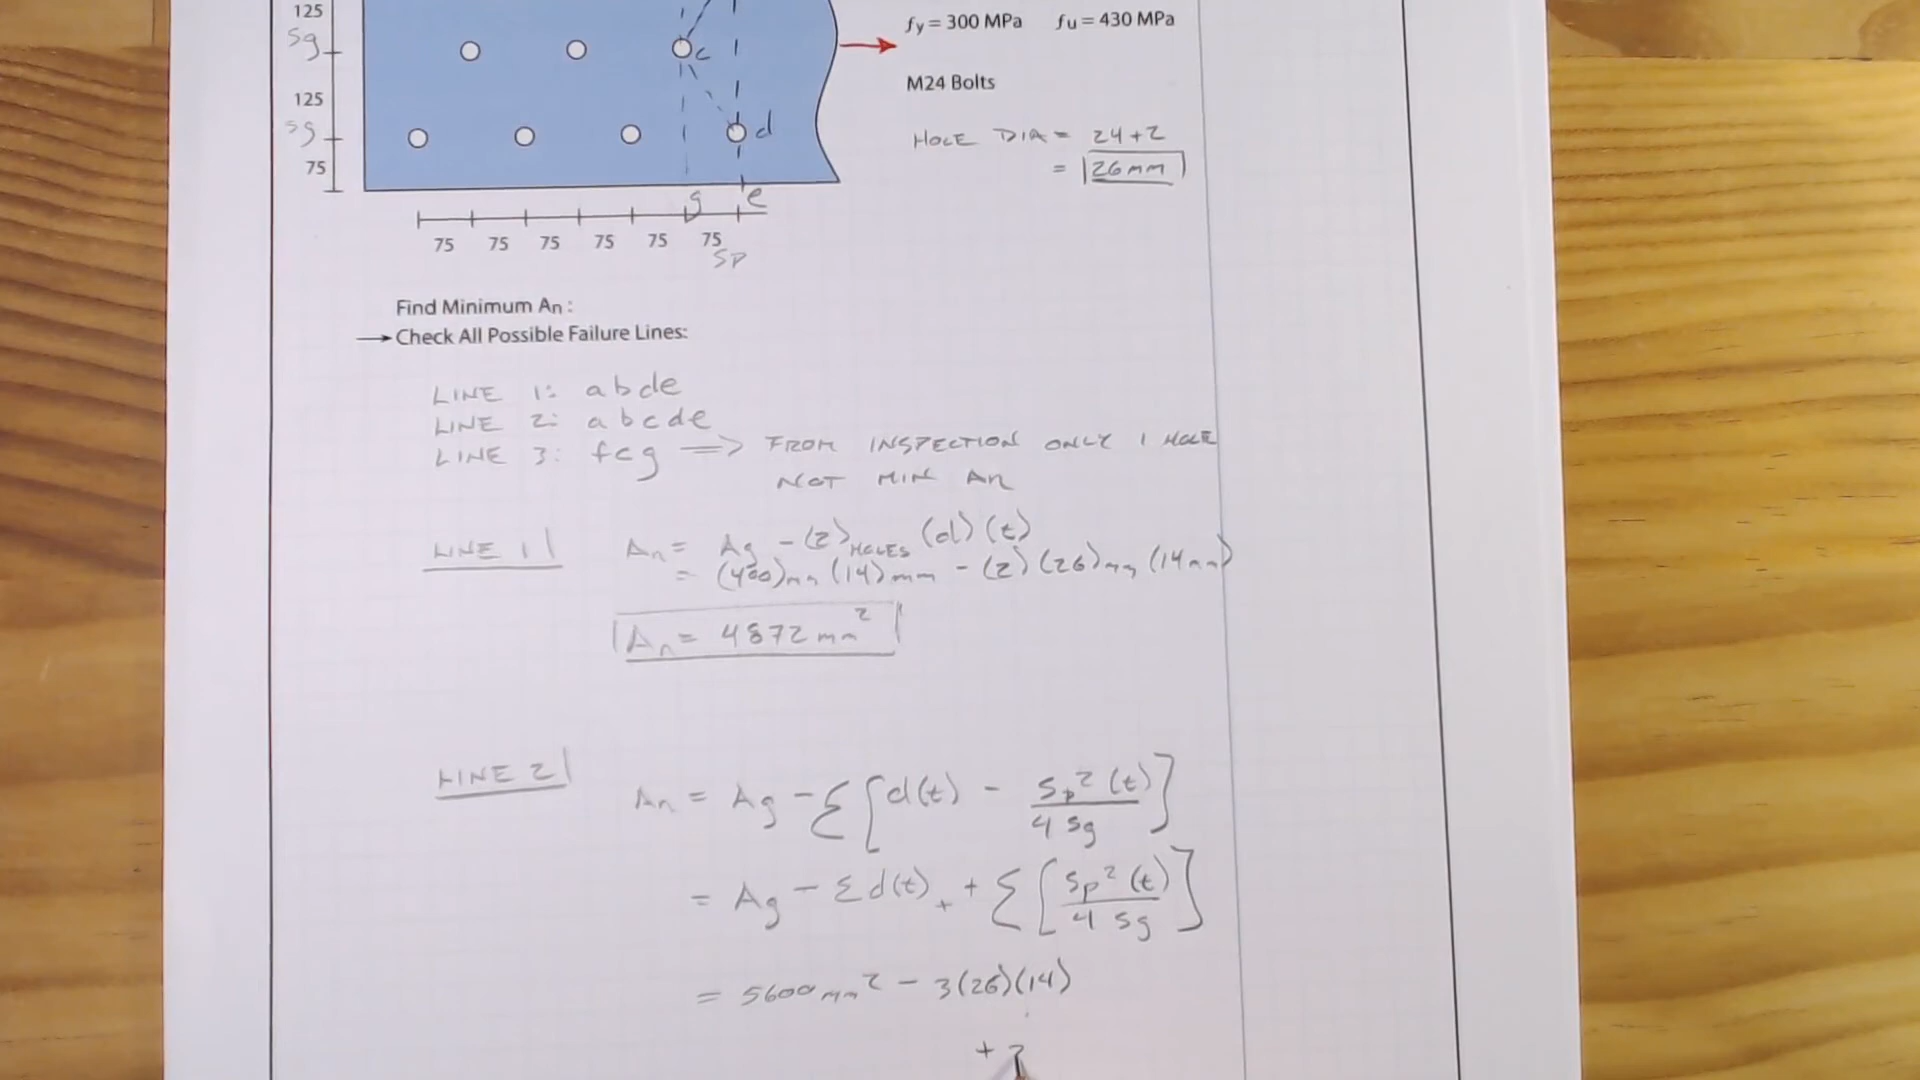 125
sg
c
125
sg
d
75
g e
75 75 75 75 75 75
sp
fy = 300 MPa fu = 430 MPa
M24 Bolts
HOLE DIA = 24+2
= 26mm
Find Minimum An :
→ Check All Possible Failure Lines:
LINE 1: abde
LINE 2: abcde
LINE 3: fcg => FROM INSPECTION ONLY 1 HOLE
NOT MIN An
LINE 1 An = Ag - (2)HOLES (d)(t)
= (400)mm (14)mm - (2)(26)mm (14mm)
An = 4872 mm²
LINE 2 An = Ag - Σ[d(t) - sp²(t)/4 sg]
= Ag - Σd(t) + + Σ[sp²(t)/4 sg]
= 5600 mm² - 3(26)(14)
+